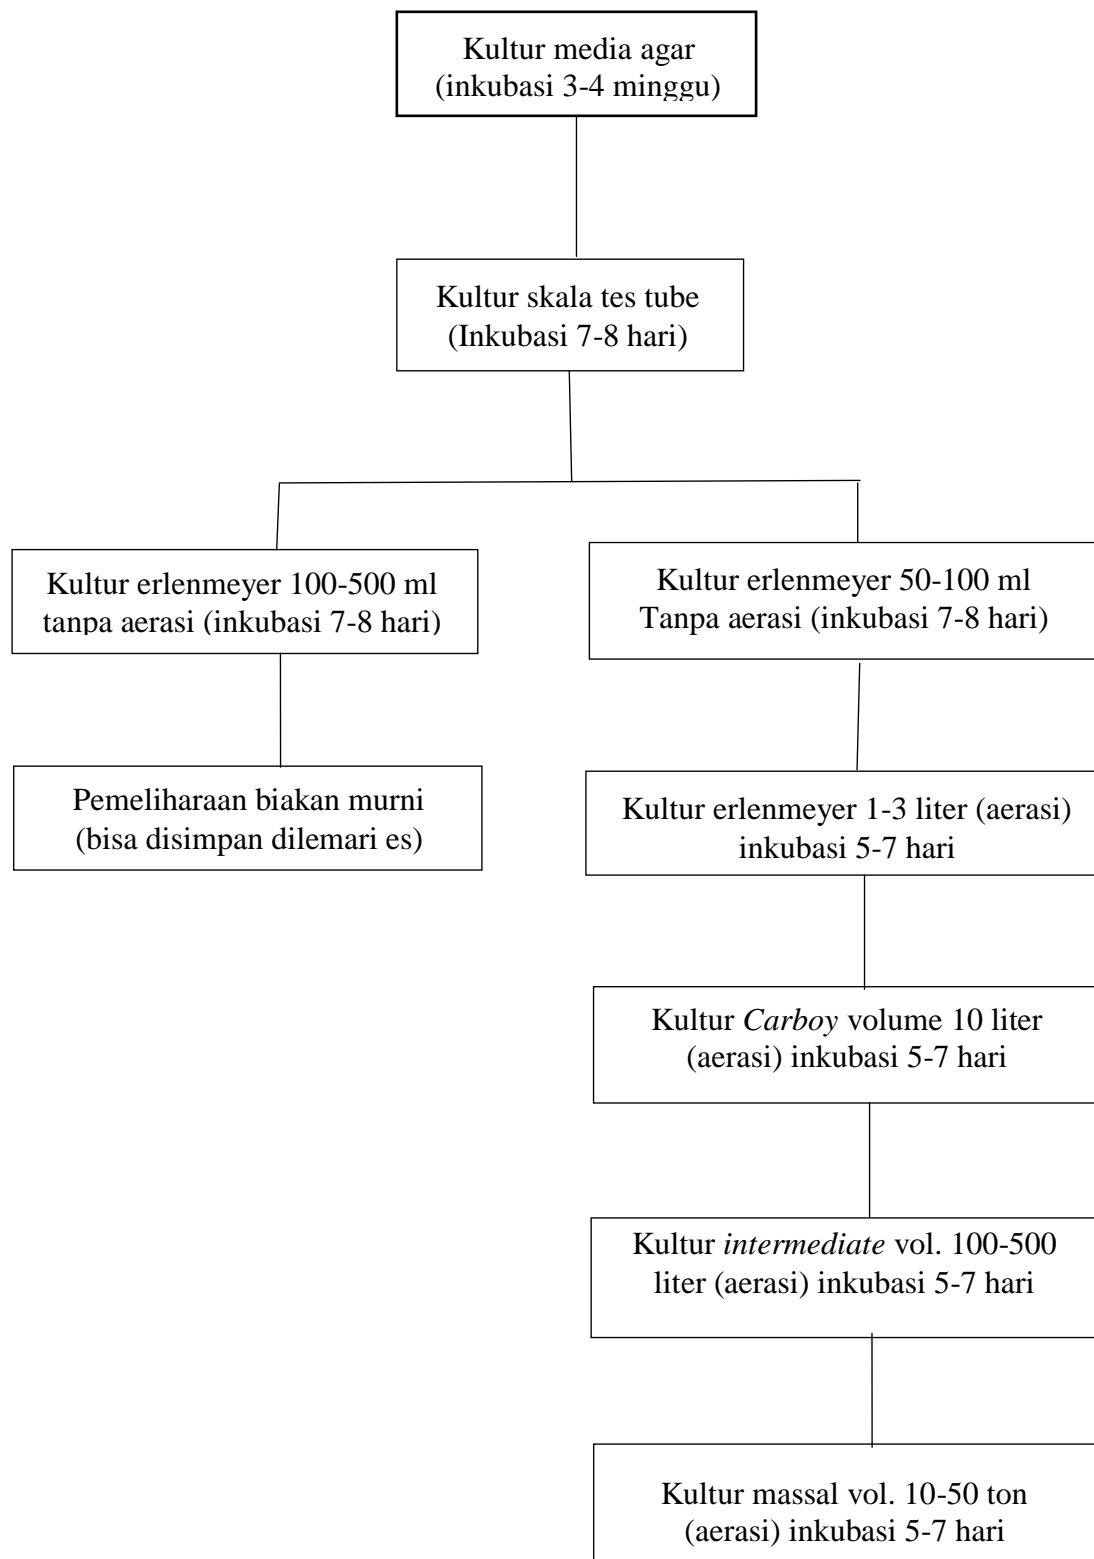 Kultur media agar
(inkubasi 3-4 minggu)
Kultur skala tes tube
(Inkubasi 7-8 hari)
Kultur erlenmeyer 100-500 ml
tanpa aerasi (inkubasi 7-8 hari)
Kultur erlenmeyer 50-100 ml
Tanpa aerasi (inkubasi 7-8 hari)
Pemeliharaan biakan murni
(bisa disimpan dilemari es)
Kultur erlenmeyer 1-3 liter (aerasi)
inkubasi 5-7 hari
Kultur Carboy volume 10 liter
(aerasi) inkubasi 5-7 hari
Kultur intermediate vol. 100-500
liter (aerasi) inkubasi 5-7 hari
Kultur massal vol. 10-50 ton
(aerasi) inkubasi 5-7 hari